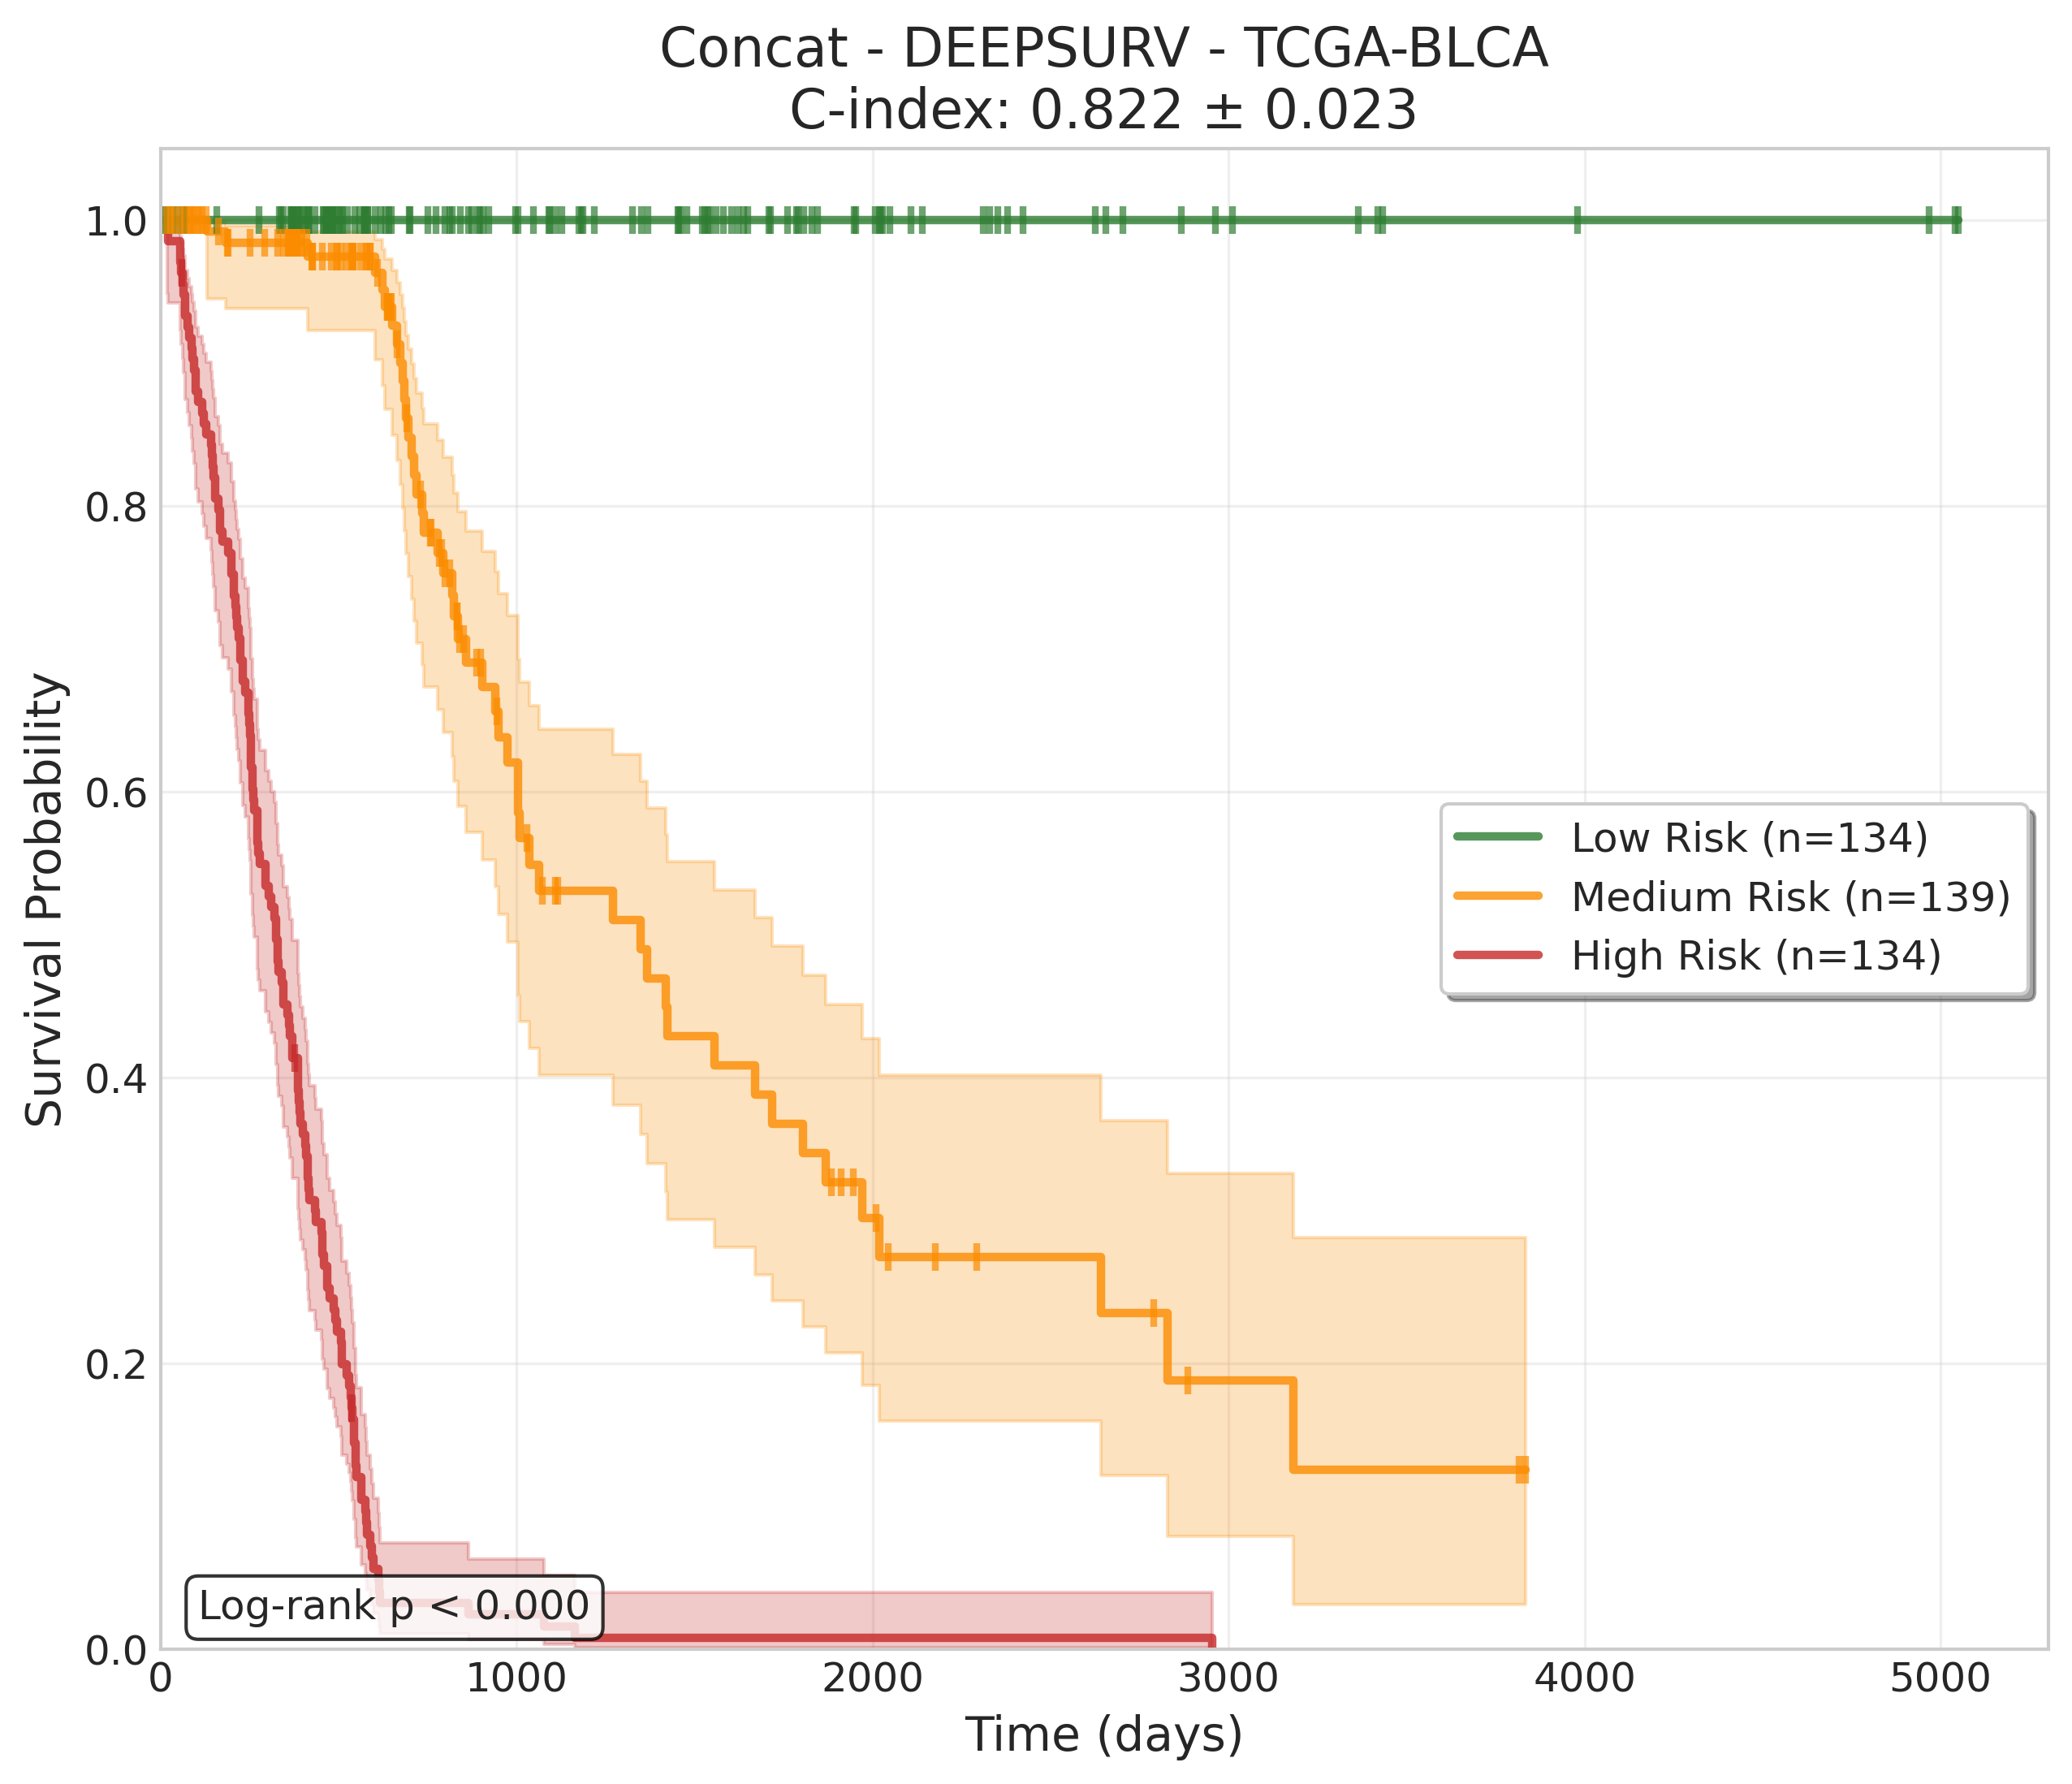 Concat - DEEPSURV - TCGA-BLCA
C-index: 0.822 ± 0.023
Survival Probability
1.0
0.8
0.6
0.4
0.2
0.0
Low Risk (n=134)
Medium Risk (n=139)
High Risk (n=134)
Log-rank p < 0.000
0 1000 2000 3000 4000 5000
Time (days)